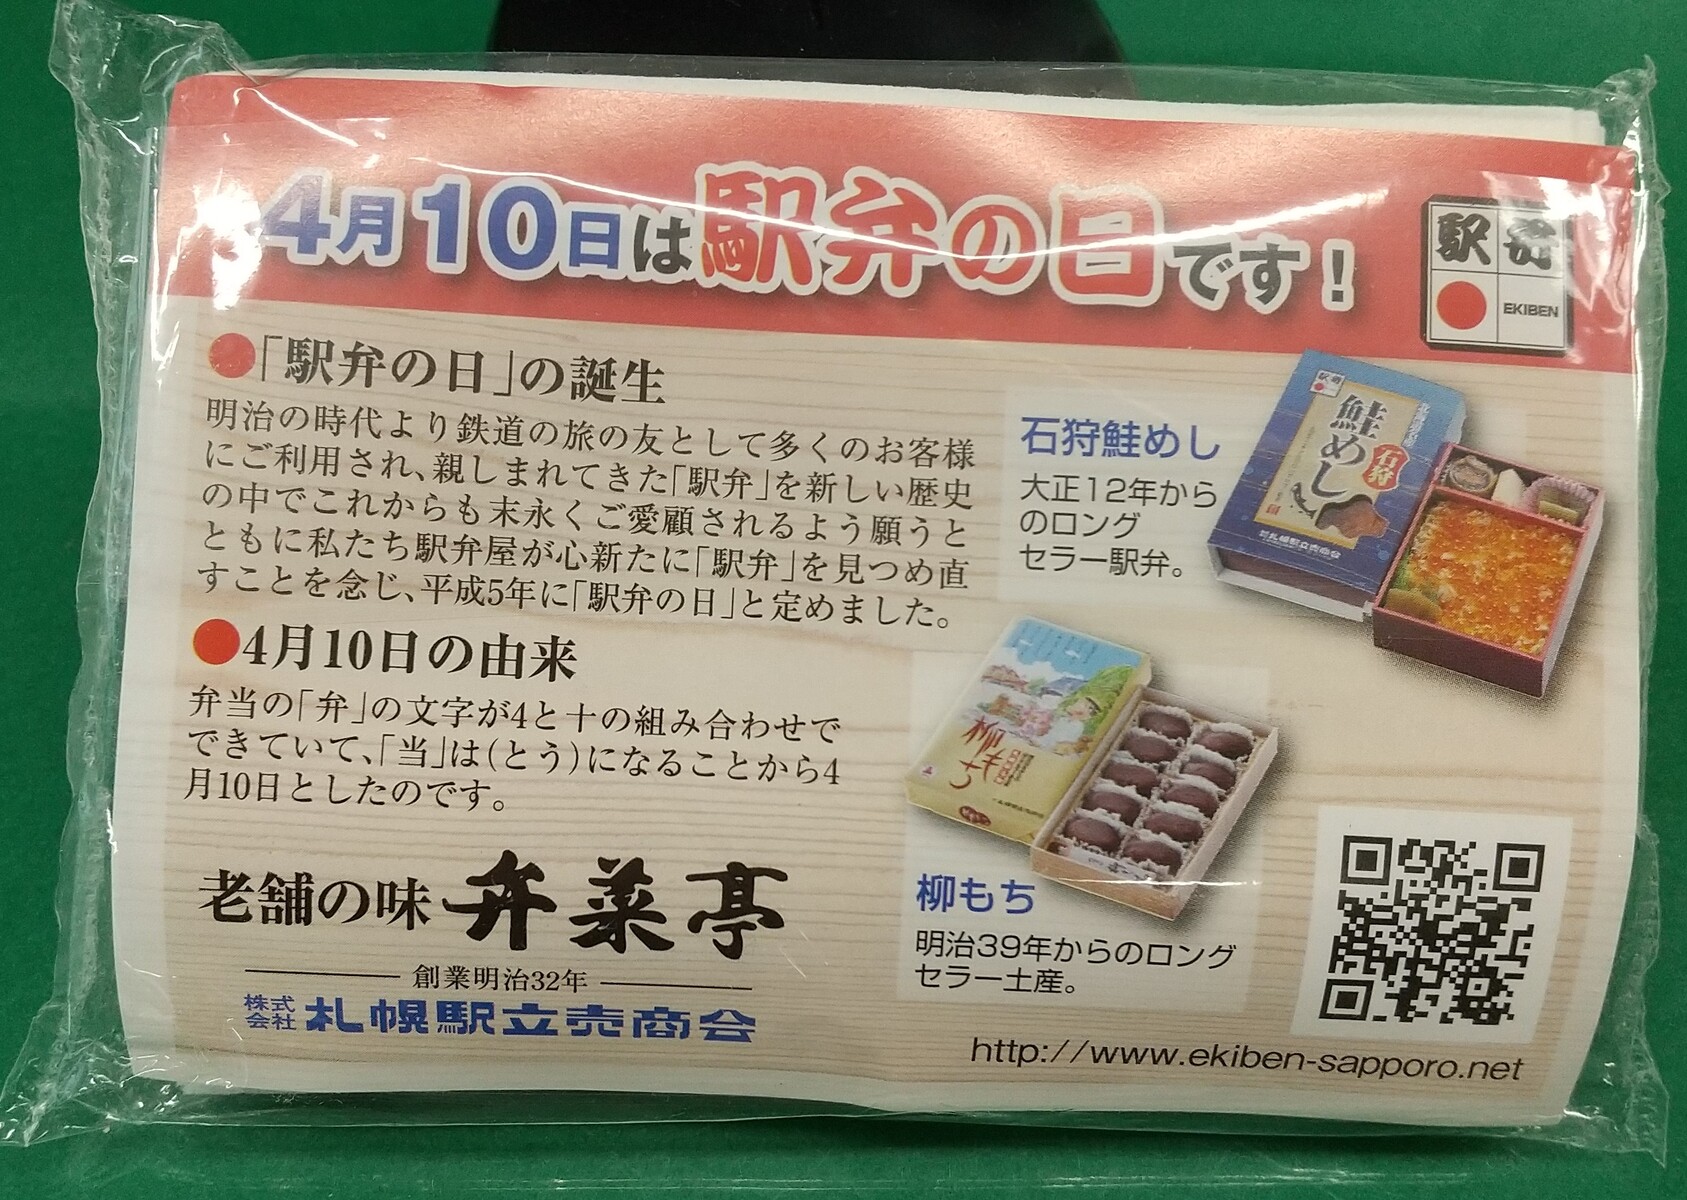 4月10日は駅弁の日です！
駅弁
EKIBEN
●「駅弁の日」の誕生
明治の時代より鉄道の旅の友として多くのお客様
にご利用され、親しまれてきた「駅弁」を新しい歴史
の中でこれからも末永くご愛顧されるよう願うと
ともに私たち駅弁屋が心新たに「駅弁」を見つめ直
すことを念じ、平成5年に「駅弁の日」と定めました。
●4月10日の由来
弁当の「弁」の文字が4と十の組み合わせで
できていて、「当」は(とう)になることから4
月10日としたのです。
石狩鮭めし
大正12年から
のロング
セラー駅弁。
石狩
鮭めし
柳もち
柳もち
明治39年からのロング
セラー土産。
老舗の味 弁菜亭
創業明治32年
株式会社 札幌駅立売商会
http://www.ekiben-sapporo.net